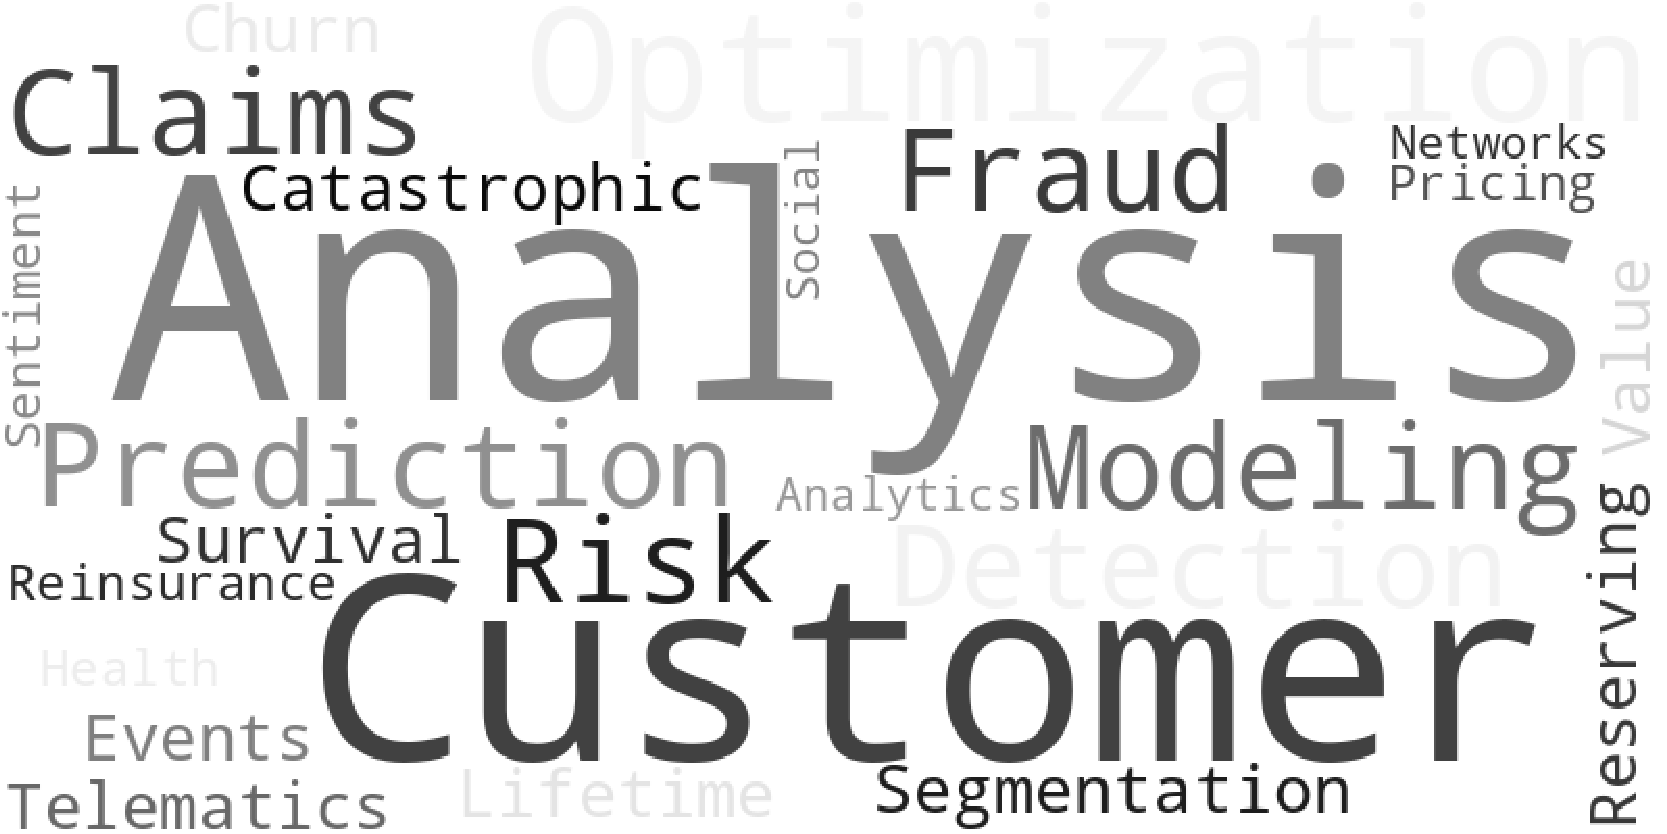 Churn
Optimization
Claims
Fraud
Networks
Pricing
Catastrophic
Social
Sentiment
Analysis
Value
Prediction
Analytics
Modeling
Survival
Risk
Detection
Reinsurance
Customer
Reserving
Health
Events
Telematics
Lifetime
Segmentation